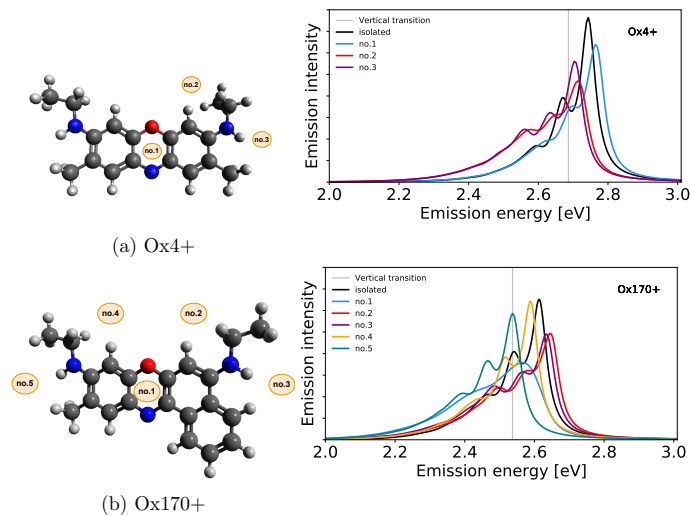 no.2
no.3
no.1
(a) Ox4+
Emission intensity
Vertical transition
isolated
no.1
no.2
no.3
Ox4+
2.0 2.2 2.4 2.6 2.8 3.0
Emission energy [eV]
no.4
no.2
no.5
no.1
no.3
(b) Ox170+
Emission intensity
Vertical transition
isolated
no.1
no.2
no.3
no.4
no.5
Ox170+
2.0 2.2 2.4 2.6 2.8 3.0
Emission energy [eV]